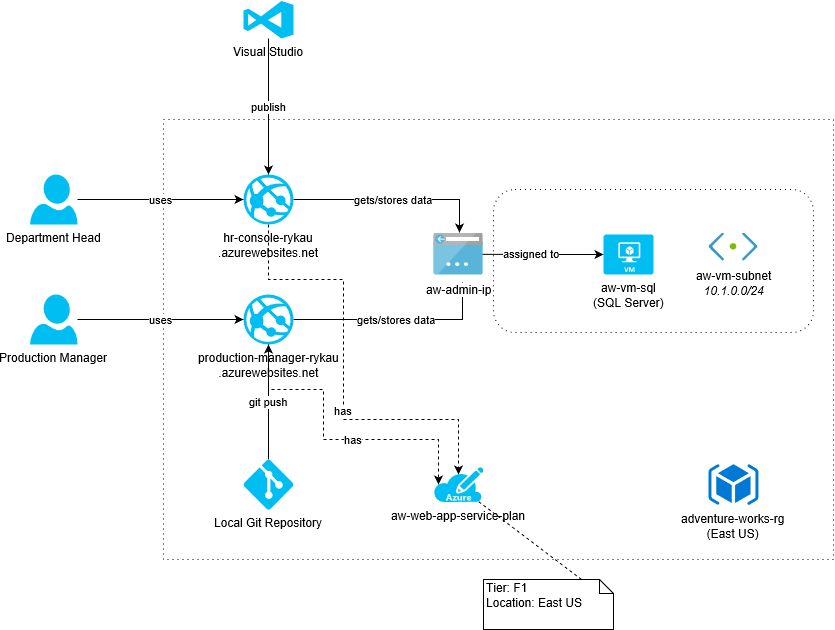 Visual Studio
publish
Department Head
uses
hr-console-rykau
.azurewebsites.net
gets/stores data
aw-admin-ip
assigned to
VM
aw-vm-sql
(SQL Server)
aw-vm-subnet
10.1.0.0/24
Production Manager
uses
production-manager-rykau
.azurewebsites.net
gets/stores data
git push
has
has
Local Git Repository
Azure
aw-web-app-service-plan
adventure-works-rg
(East US)
Tier: F1
Location: East US